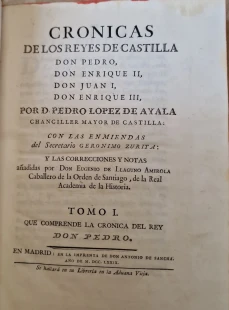 CRONICAS
DE LOS REYES DE CASTILLA
DON PEDRO,
DON ENRIQUE II,
DON JUAN I,
DON ENRIQUE III,
POR D. PEDRO LOPEZ DE AYALA
CHANCILLER MAYOR DE CASTILLA:
CON LAS ENMIENDAS
del Secretario GERONIMO ZURITA:
Y LAS CORRECCIONES Y NOTAS
añadidas por DON EUGENIO DE LLAGUNO AMIROLA
Caballero de la Orden de Santiago, de la Real
Academia de la Historia.
TOMO I.
QUE COMPRENDE LA CRONICA DEL REY
DON PEDRO.
EN MADRID: EN LA IMPRENTA DE DON ANTONIO DE SANCHA.
AÑO DE M. DCC. LXXIX.
Se hallará en su Librería en la Aduana Vieja.